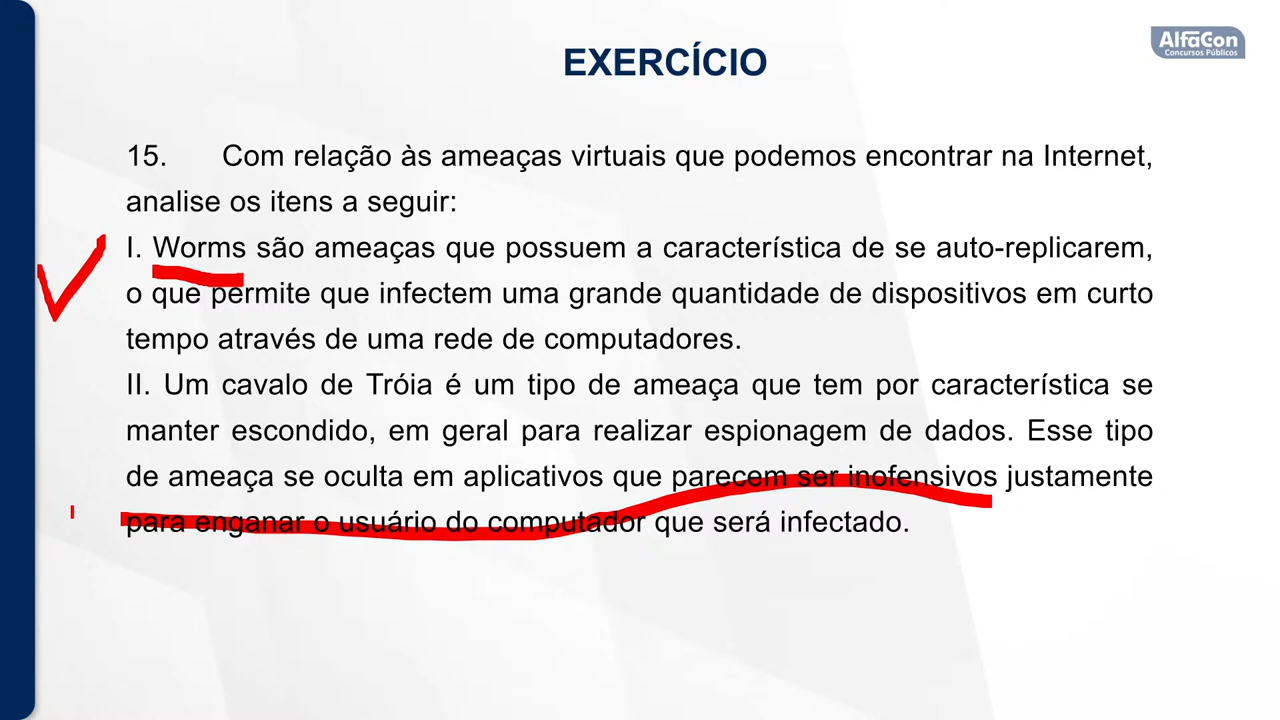 AlfaCon
Concursos Públicos
EXERCÍCIO
15. Com relação às ameaças virtuais que podemos encontrar na Internet,
analise os itens a seguir:
I. Worms são ameaças que possuem a característica de se auto-replicarem,
o que permite que infectem uma grande quantidade de dispositivos em curto
tempo através de uma rede de computadores.
II. Um cavalo de Tróia é um tipo de ameaça que tem por característica se
manter escondido, em geral para realizar espionagem de dados. Esse tipo
de ameaça se oculta em aplicativos que parecem ser inofensivos justamente
para enganar o usuário do computador que será infectado.